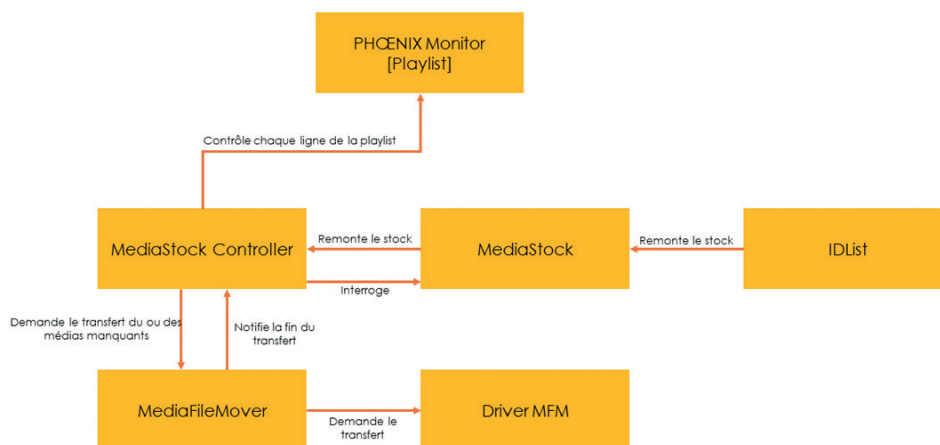 PHŒNIX Monitor
[Playlist]
Contrôle chaque ligne de la playlist
MediaStock Controller
Remonte le stock
MediaStock
Remonte le stock
IDList
Interroge
Demande le transfert du ou des
médias manquants
Notifie la fin du
transfert
MediaFileMover
Demande le
transfert
Driver MFM